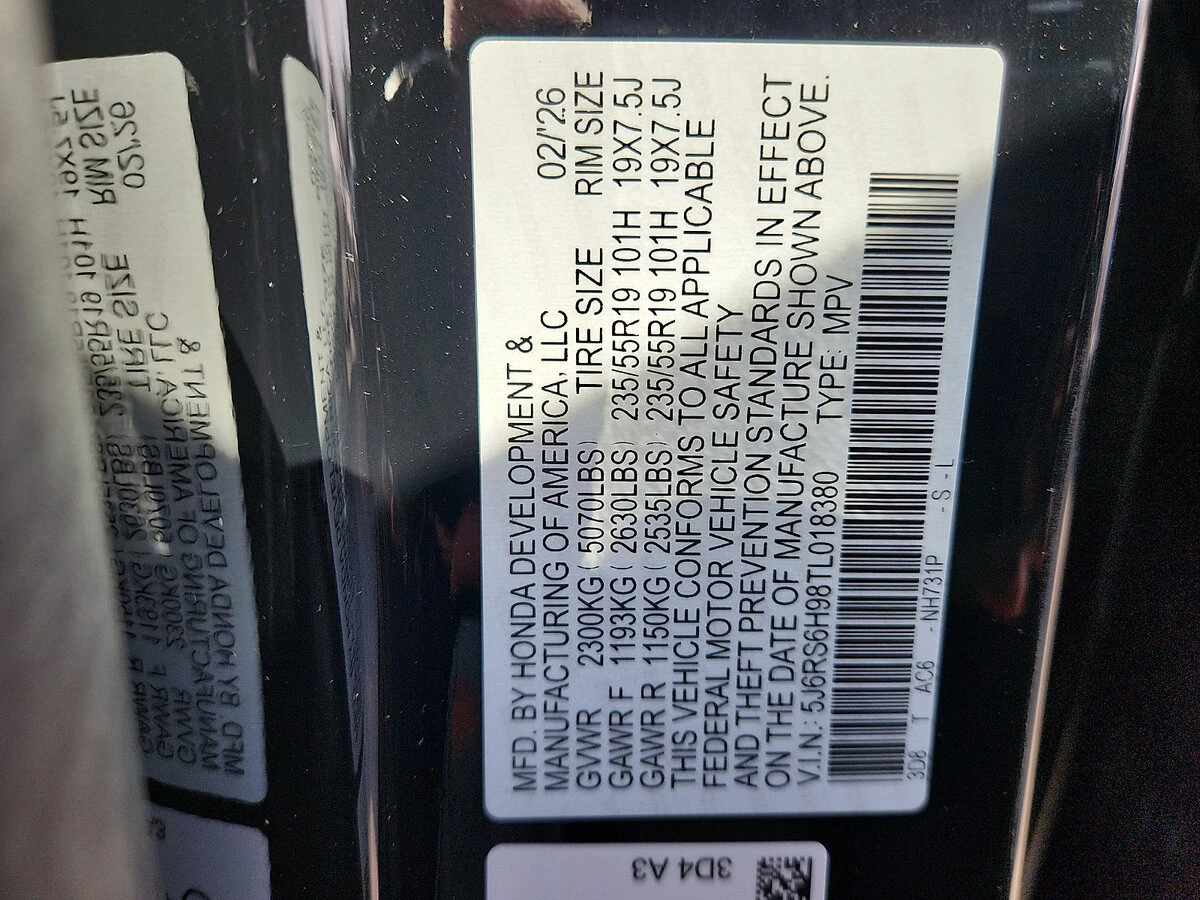 MFD. BY HONDA DEVELOPMENT &
MANUFACTURING OF AMERICA, LLC 02/'26
GVWR 2300KG (5070LBS) TIRE SIZE RIM SIZE
GAWR F 1193KG (2630LBS) 235/55R19 101H 19X7.5J
GAWR R 1150KG (2535LBS) 235/55R19 101H 19X7.5J
THIS VEHICLE CONFORMS TO ALL APPLICABLE
FEDERAL MOTOR VEHICLE SAFETY
AND THEFT PREVENTION STANDARDS IN EFFECT
ON THE DATE OF MANUFACTURE SHOWN ABOVE.
V.I.N.: 5J6RS6H98TL018380 TYPE: MPV
3D8 T AC6 - NH731P - S - L
3D4 A3